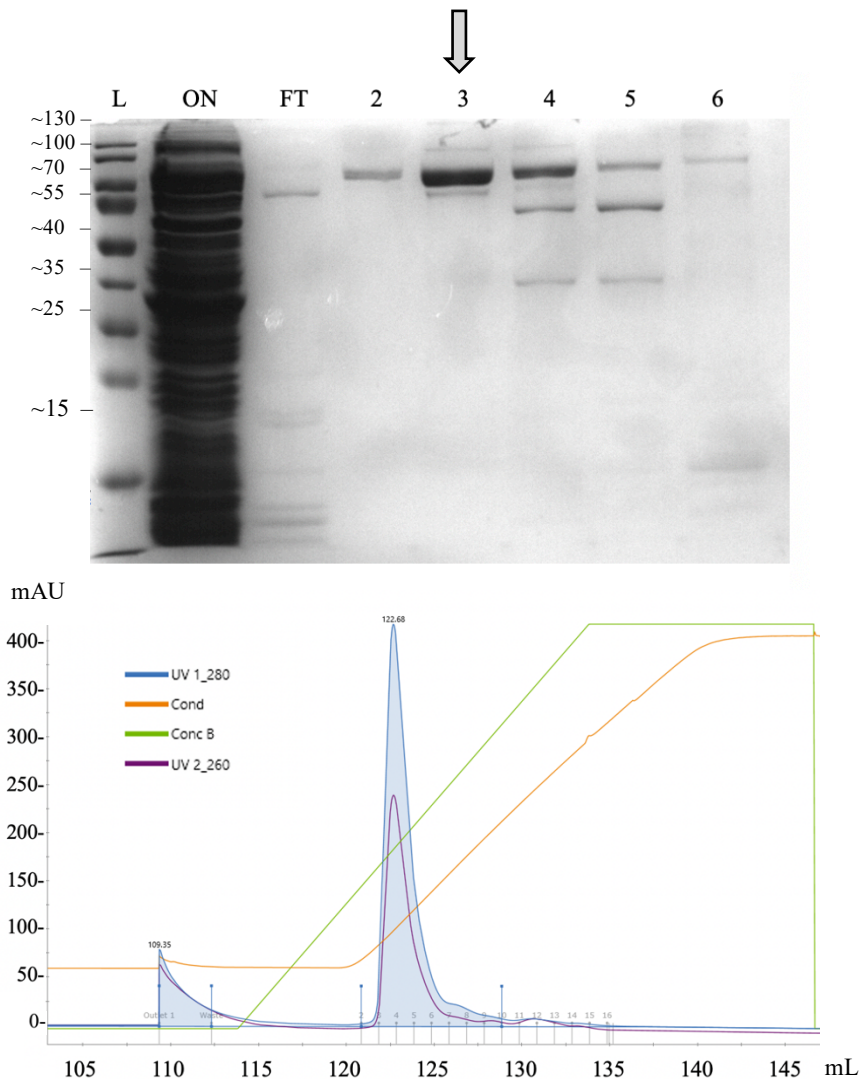 L ON FT 2 3 4 5 6
~130
~100
~70
~55
~40
~35
~25
~15
mAU
122.68
400-
350-
300-
250-
200-
150-
100-
50-
0-
UV 1_280
Cond
Conc B
UV 2_260
109.35
Outlet 1 Waste 2 3 4 5 6 7 8 9 10 11 12 13 14 15 16
105 110 115 120 125 130 135 140 145 mL